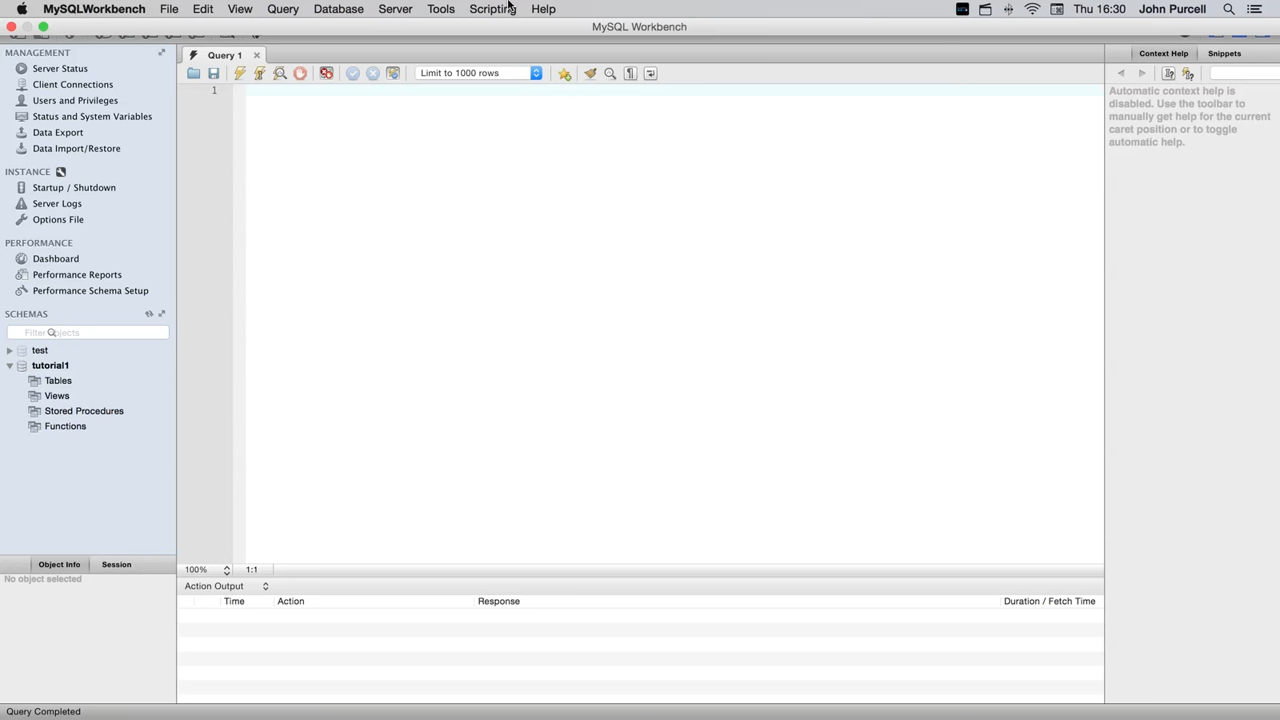 MySQLWorkbench File Edit View Query Database Server Tools Scripting Help Thu 16:30 John Purcell
MySQL Workbench
MANAGEMENT
Server Status
Client Connections
Users and Privileges
Status and System Variables
Data Export
Data Import/Restore
INSTANCE
Startup / Shutdown
Server Logs
Options File
PERFORMANCE
Dashboard
Performance Reports
Performance Schema Setup
SCHEMAS
Filter objects
test
tutorial1
Tables
Views
Stored Procedures
Functions
Object Info Session
No object selected
Query 1
Limit to 1000 rows
1
100% 1:1
Action Output
Time Action Response Duration / Fetch Time
Context Help Snippets
Automatic context help is
disabled. Use the toolbar to
manually get help for the current
caret position or to toggle
automatic help.
Query Completed